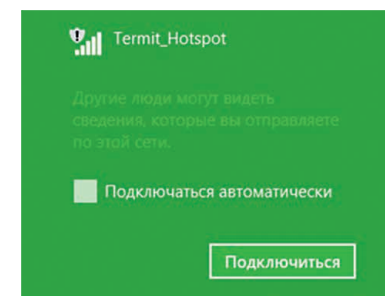 Termit_Hotspot
Другие люди могут видеть
сведения, которые вы отправляете
по этой сети.
Подключаться автоматически
Подключиться